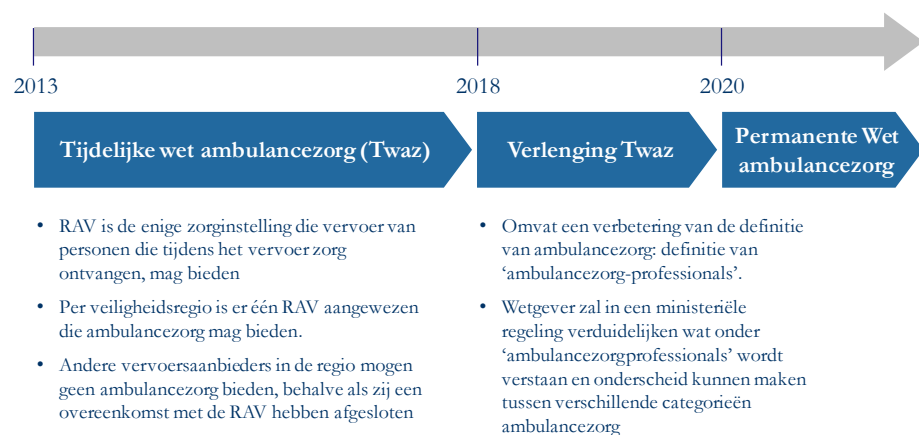 2013
2018
2020
Tijdelijke wet ambulancezorg (Twaz)
Verlenging Twaz
Permanente Wet
ambulancezorg
• RAV is de enige zorginstelling die vervoer van
personen die tijdens het vervoer zorg
ontvangen, mag bieden
• Per veiligheidsregio is er één RAV aangewezen
die ambulancezorg mag bieden.
• Andere vervoersaanbieders in de regio mogen
geen ambulancezorg bieden, behalve als zij een
overeenkomst met de RAV hebben afgesloten
• Omvat een verbetering van de definitie
van ambulancezorg: definitie van
‘ambulancezorg-professionals’.
• Wetgever zal in een ministeriële
regeling verduidelijken wat onder
‘ambulancezorgprofessionals’ wordt
verstaan en onderscheid kunnen maken
tussen verschillende categorieën
ambulancezorg